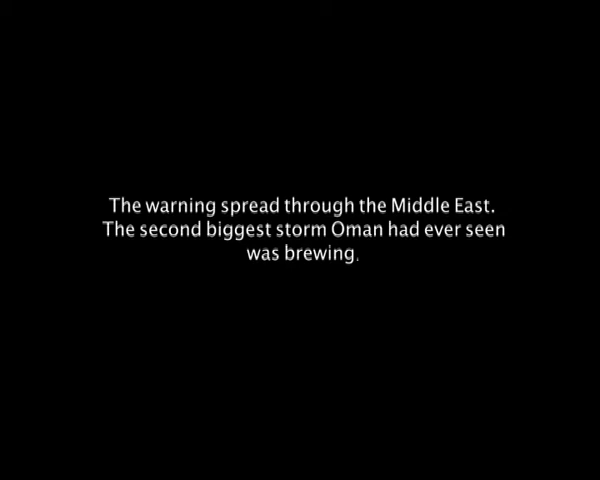 The warning spread through the Middle East.
The second biggest storm Oman had ever seen
was brewing.